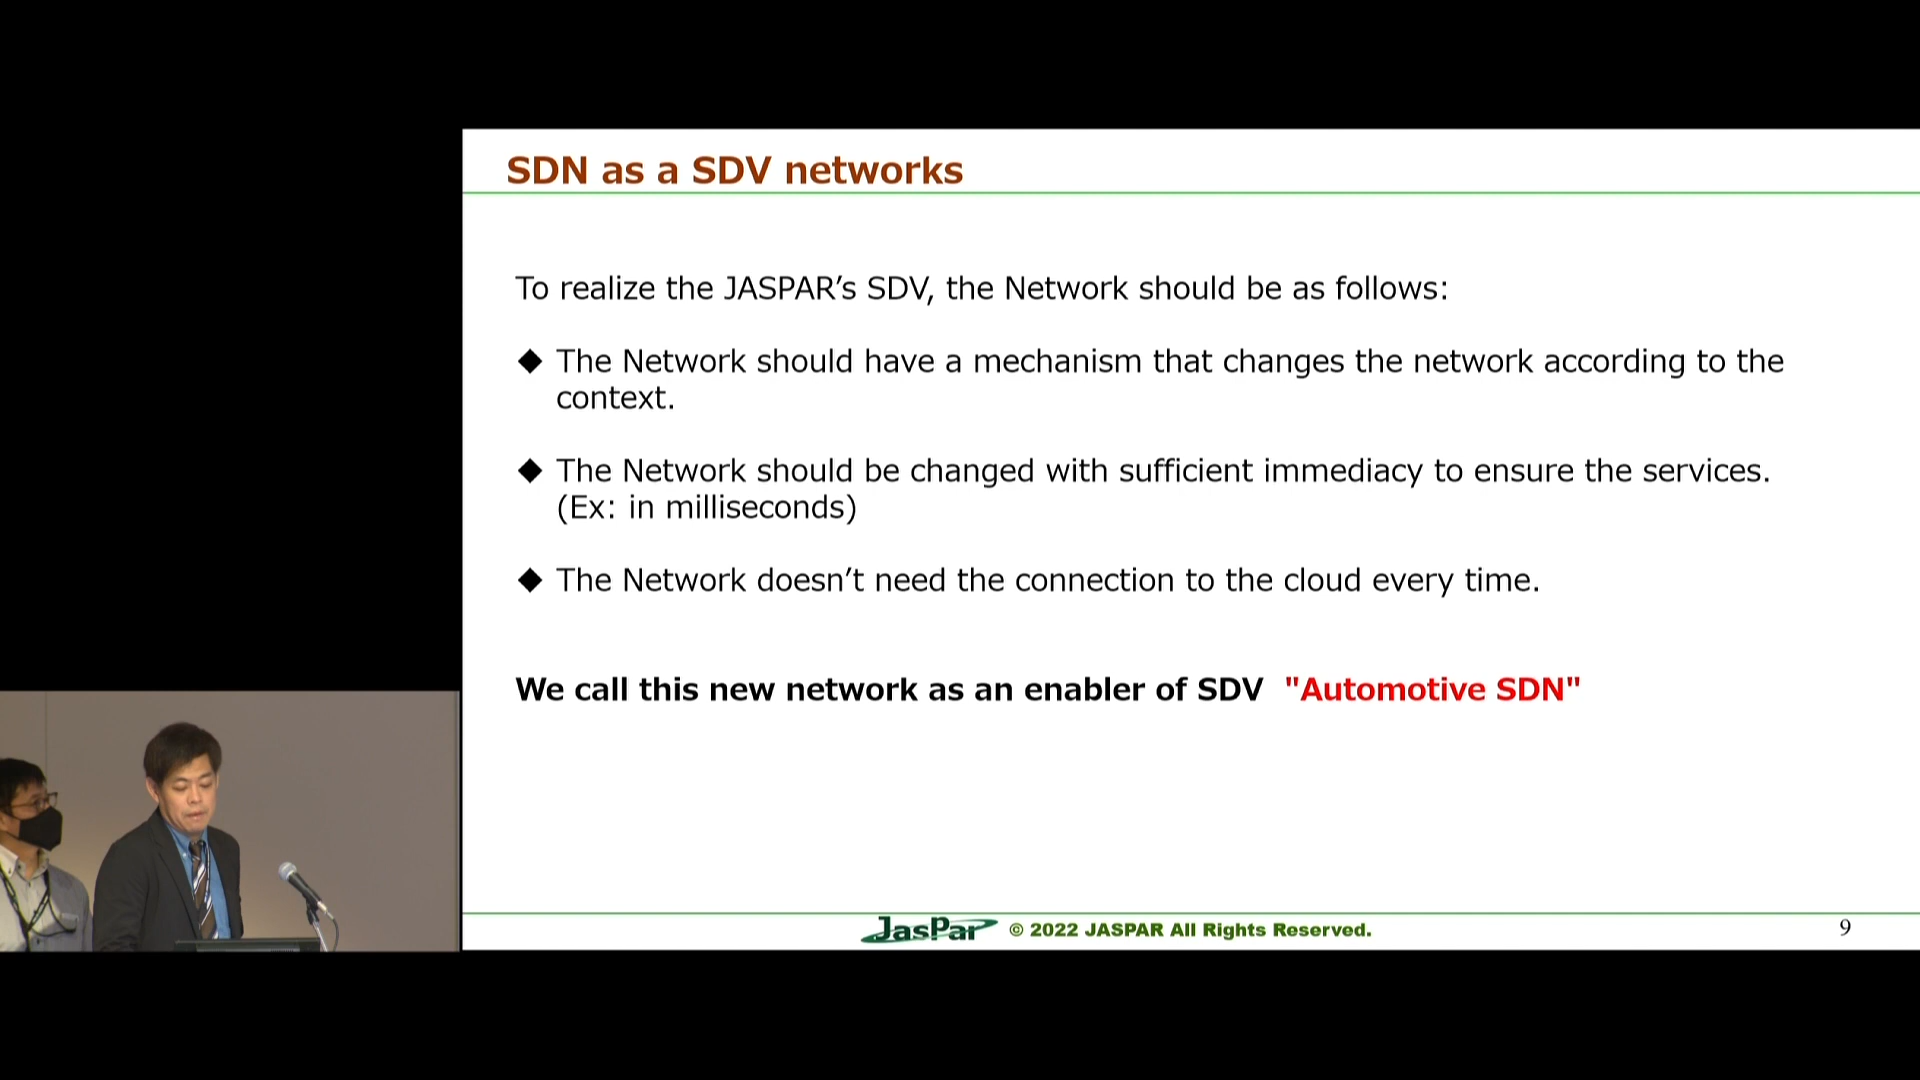 SDN as a SDV networks
To realize the JASPAR’s SDV, the Network should be as follows:
◆ The Network should have a mechanism that changes the network according to the
context.
◆ The Network should be changed with sufficient immediacy to ensure the services.
(Ex: in milliseconds)
◆ The Network doesn’t need the connection to the cloud every time.
We call this new network as an enabler of SDV "Automotive SDN"
JasPar © 2022 JASPAR All Rights Reserved.
9